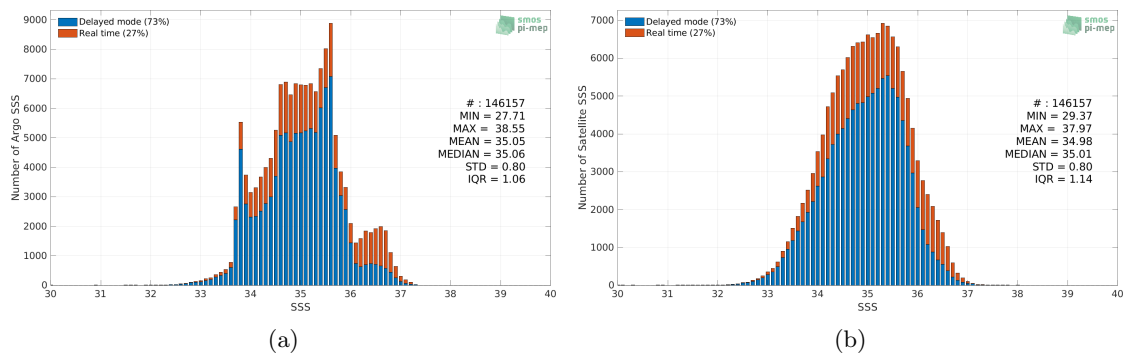 Delayed mode (73%)
Real time (27%)
smos
pi-mep
9000
8000
7000
6000
5000
4000
3000
2000
1000
0
Number of Argo SSS
# : 146157
MIN = 27.71
MAX = 38.55
MEAN = 35.05
MEDIAN = 35.06
STD = 0.80
IQR = 1.06
30 31 32 33 34 35 36 37 38 39 40
SSS
(a)
Delayed mode (73%)
Real time (27%)
smos
pi-mep
7000
6000
5000
4000
3000
2000
1000
0
Number of Satellite SSS
# : 146157
MIN = 29.37
MAX = 37.97
MEAN = 34.98
MEDIAN = 35.01
STD = 0.80
IQR = 1.14
30 31 32 33 34 35 36 37 38 39 40
SSS
(b)